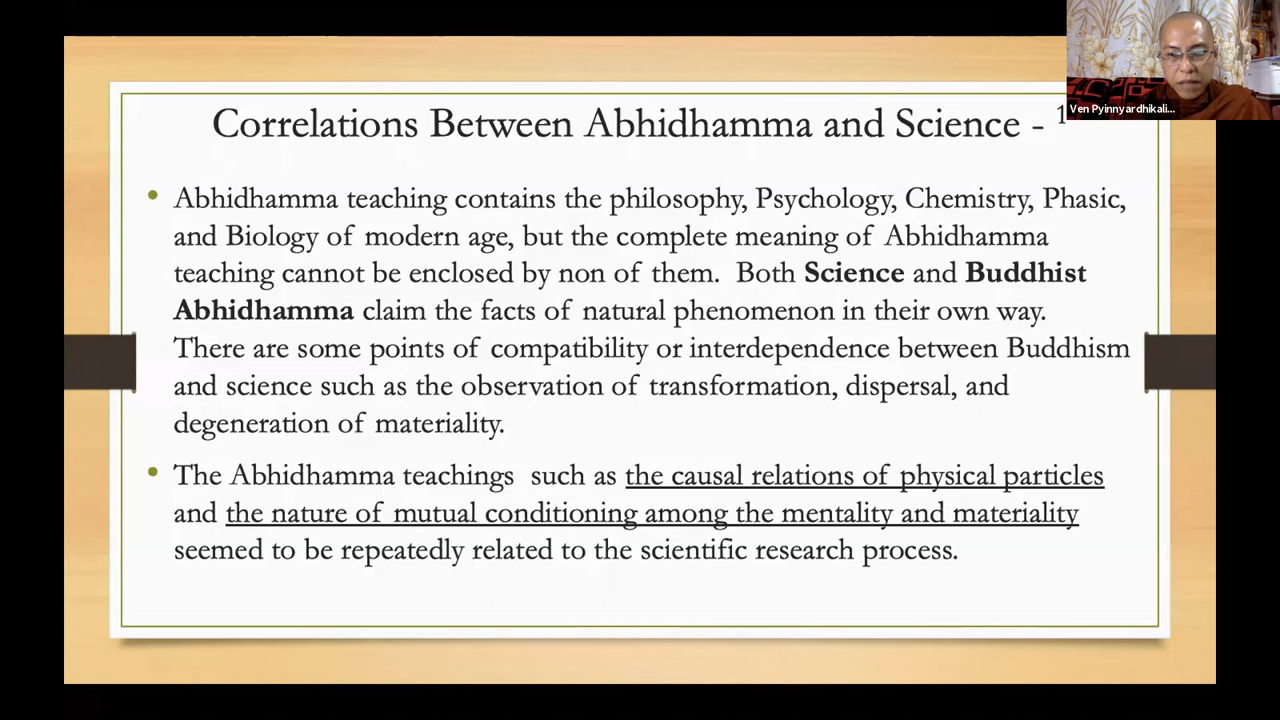 Correlations Between Abhidhamma and Science - 1
Ven Pyinnyardhikali...
• Abhidhamma teaching contains the philosophy, Psychology, Chemistry, Phasic,
and Biology of modern age, but the complete meaning of Abhidhamma
teaching cannot be enclosed by non of them. Both Science and Buddhist
Abhidhamma claim the facts of natural phenomenon in their own way.
There are some points of compatibility or interdependence between Buddhism
and science such as the observation of transformation, dispersal, and
degeneration of materiality.
• The Abhidhamma teachings such as the causal relations of physical particles
and the nature of mutual conditioning among the mentality and materiality
seemed to be repeatedly related to the scientific research process.